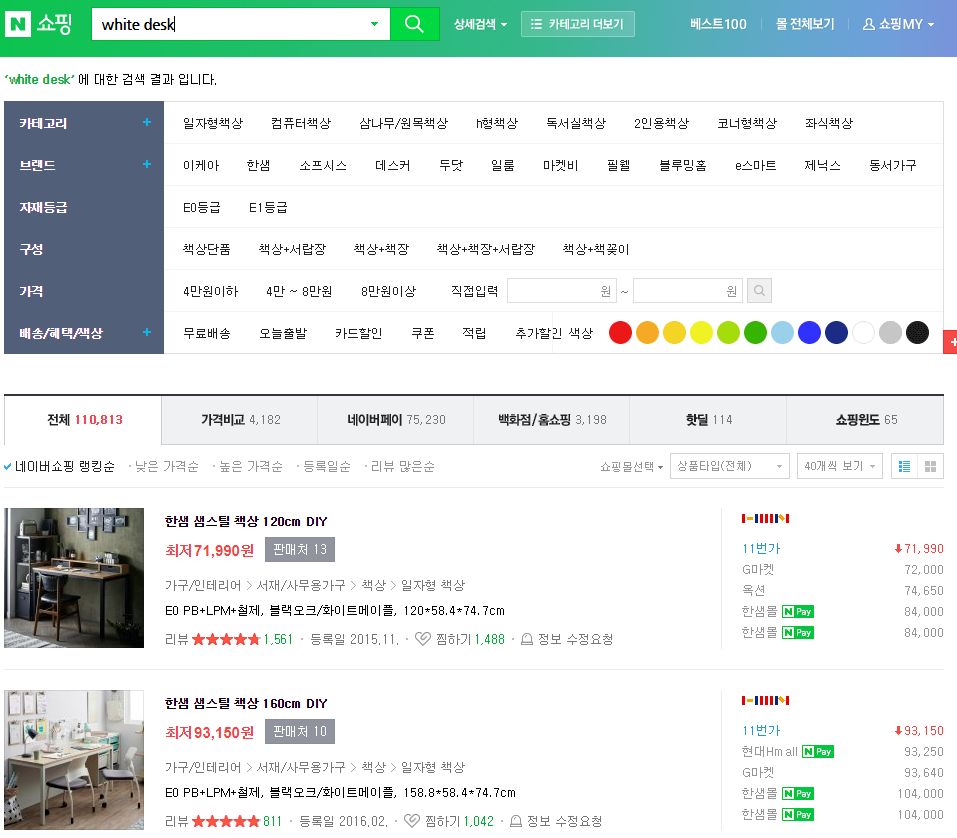 N 쇼핑 white desk 상세검색 카테고리 더보기 베스트100 몰 전체보기 쇼핑MY
‘white desk’ 에 대한 검색 결과 입니다.
카테고리 + 일자형책상 컴퓨터책상 삼나무/원목책상 h형책상 독서실책상 2인용책상 코너형책상 좌식책상
브랜드 + 이케아 한샘 소프시스 데스커 두닷 일룸 마켓비 필웰 블루밍홈 e스마트 제닉스 동서가구
자재등급 E0등급 E1등급
구성 책상단품 책상+서랍장 책상+책장 책상+책장+서랍장 책상+책꽂이
가격 4만원이하 4만 ~ 8만원 8만원이상 직접입력 원 ~ 원
배송/혜택/색상 + 무료배송 오늘출발 카드할인 쿠폰 적립 추가할인 색상 +
전체 110,813 가격비교 4,182 네이버페이 75,230 백화점/홈쇼핑 3,198 핫딜 114 쇼핑윈도 65
네이버쇼핑 랭킹순 · 낮은 가격순 · 높은 가격순 · 등록일순 · 리뷰 많은순 쇼핑몰선택 상품타입(전체) 40개씩 보기
한샘 샘스틸 책상 120cm DIY
최저71,990원 판매처 13
가구/인테리어 > 서재/사무용가구 > 책상 > 일자형 책상
E0 PB+LPM+철제, 블랙오크/화이트메이플, 120*58.4*74.7cm
리뷰 ★★★★★ 1,561 · 등록일 2015.11. · 찜하기 1,488 · 정보 수정요청
11번가 71,990
G마켓 72,000
옥션 74,650
한샘몰 N Pay 84,000
한샘몰 N Pay 84,000
한샘 샘스틸 책상 160cm DIY
최저93,150원 판매처 10
가구/인테리어 > 서재/사무용가구 > 책상 > 일자형 책상
E0 PB+LPM+철제, 블랙오크/화이트메이플, 158.8*58.4*74.7cm
리뷰 ★★★★★ 811 · 등록일 2016.02. · 찜하기 1,042 · 정보 수정요청
11번가 93,150
현대Hmall N Pay 93,250
G마켓 93,640
한샘몰 N Pay 104,000
한샘몰 N Pay 104,000